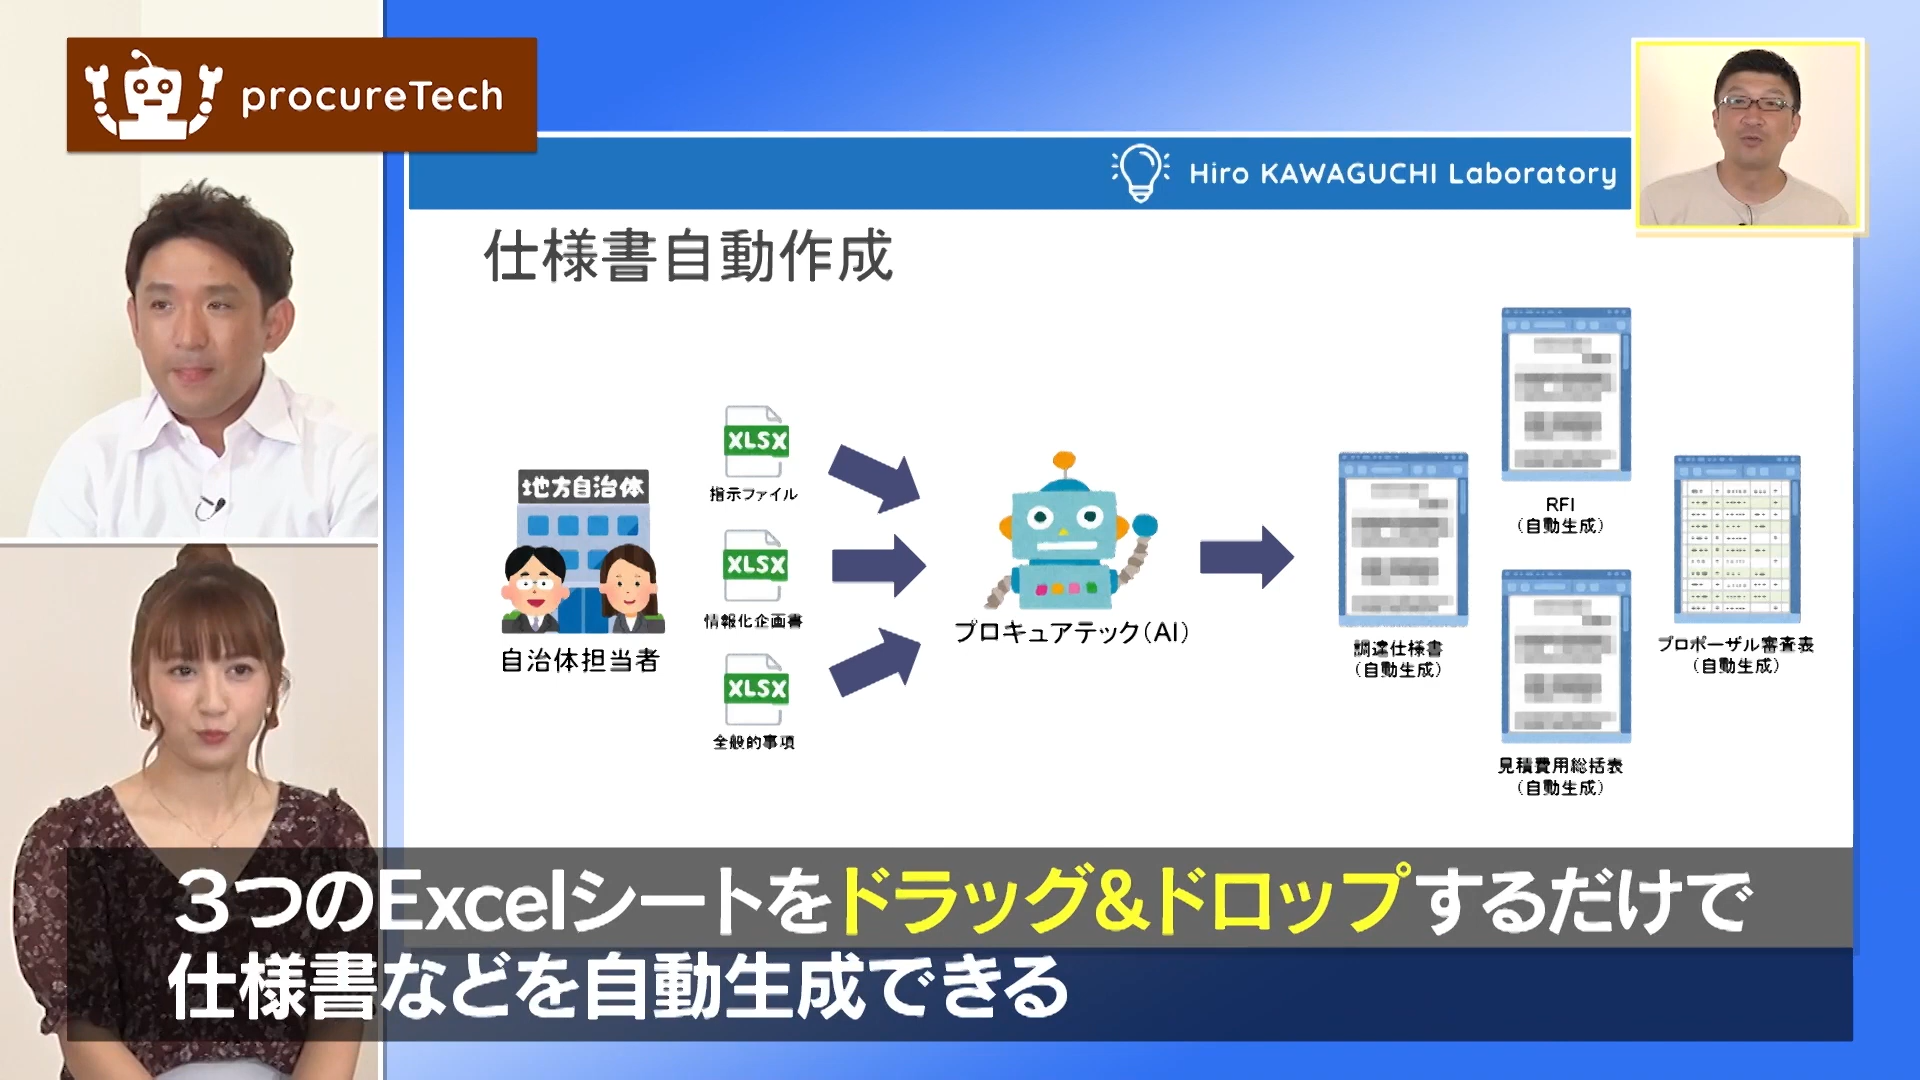 procureTech
Hiro KAWAGUCHI Laboratory
仕様書自動作成
地方自治体
自治体担当者
XLSX
指示ファイル
XLSX
情報化企画書
XLSX
全般的事項
プロキュアテック(AI)
調達仕様書
(自動生成)
RFI
(自動生成)
見積費用総括表
(自動生成)
プロポーザル審査表
(自動生成)
3つのExcelシートをドラッグ&ドロップするだけで
仕様書などを自動生成できる